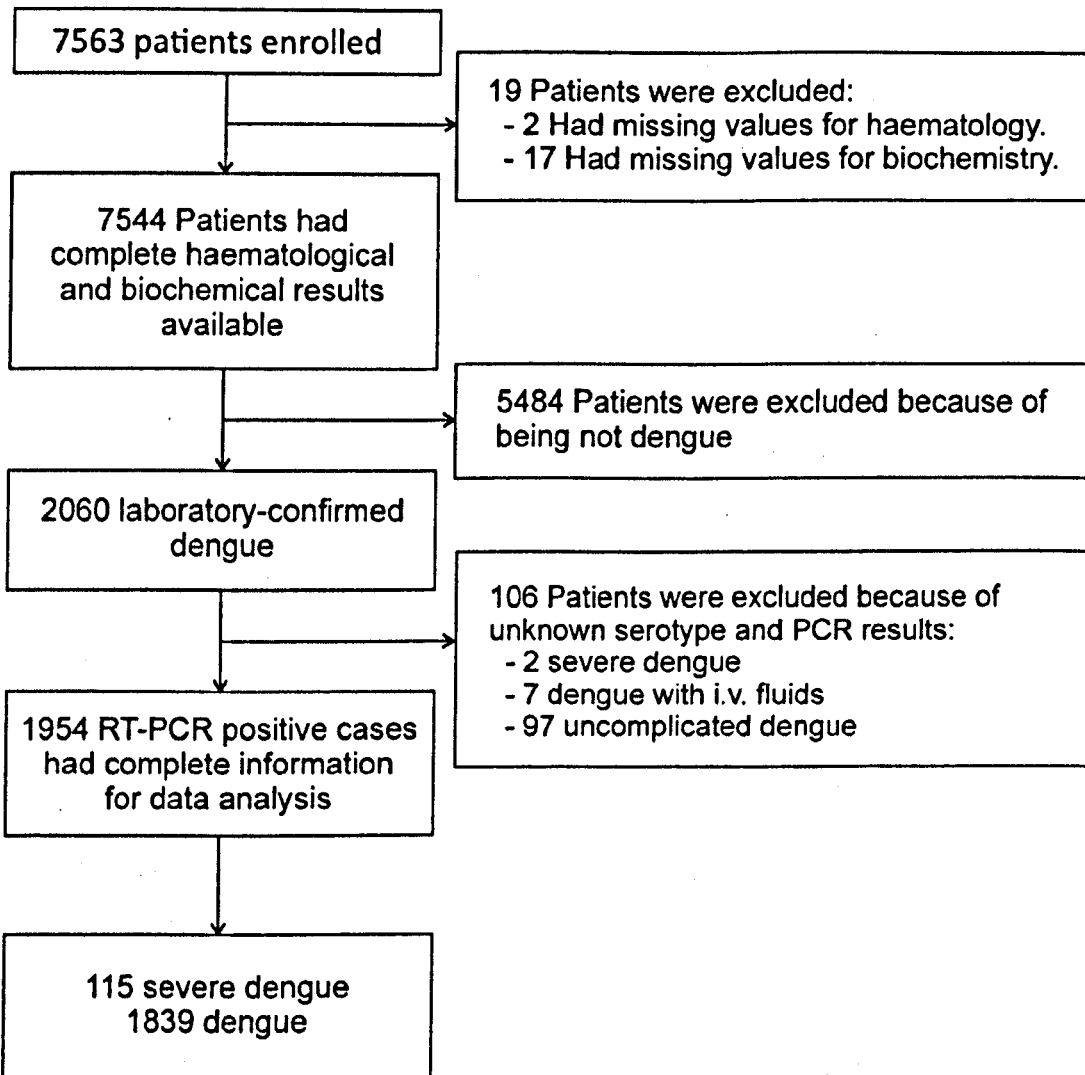 7563 patients enrolled
19 Patients were excluded:
- 2 Had missing values for haematology.
- 17 Had missing values for biochemistry.
7544 Patients had
complete haematological
and biochemical results
available
5484 Patients were excluded because of
being not dengue
2060 laboratory-confirmed
dengue
106 Patients were excluded because of
unknown serotype and PCR results:
- 2 severe dengue
- 7 dengue with i.v. fluids
- 97 uncomplicated dengue
1954 RT-PCR positive cases
had complete information
for data analysis
115 severe dengue
1839 dengue